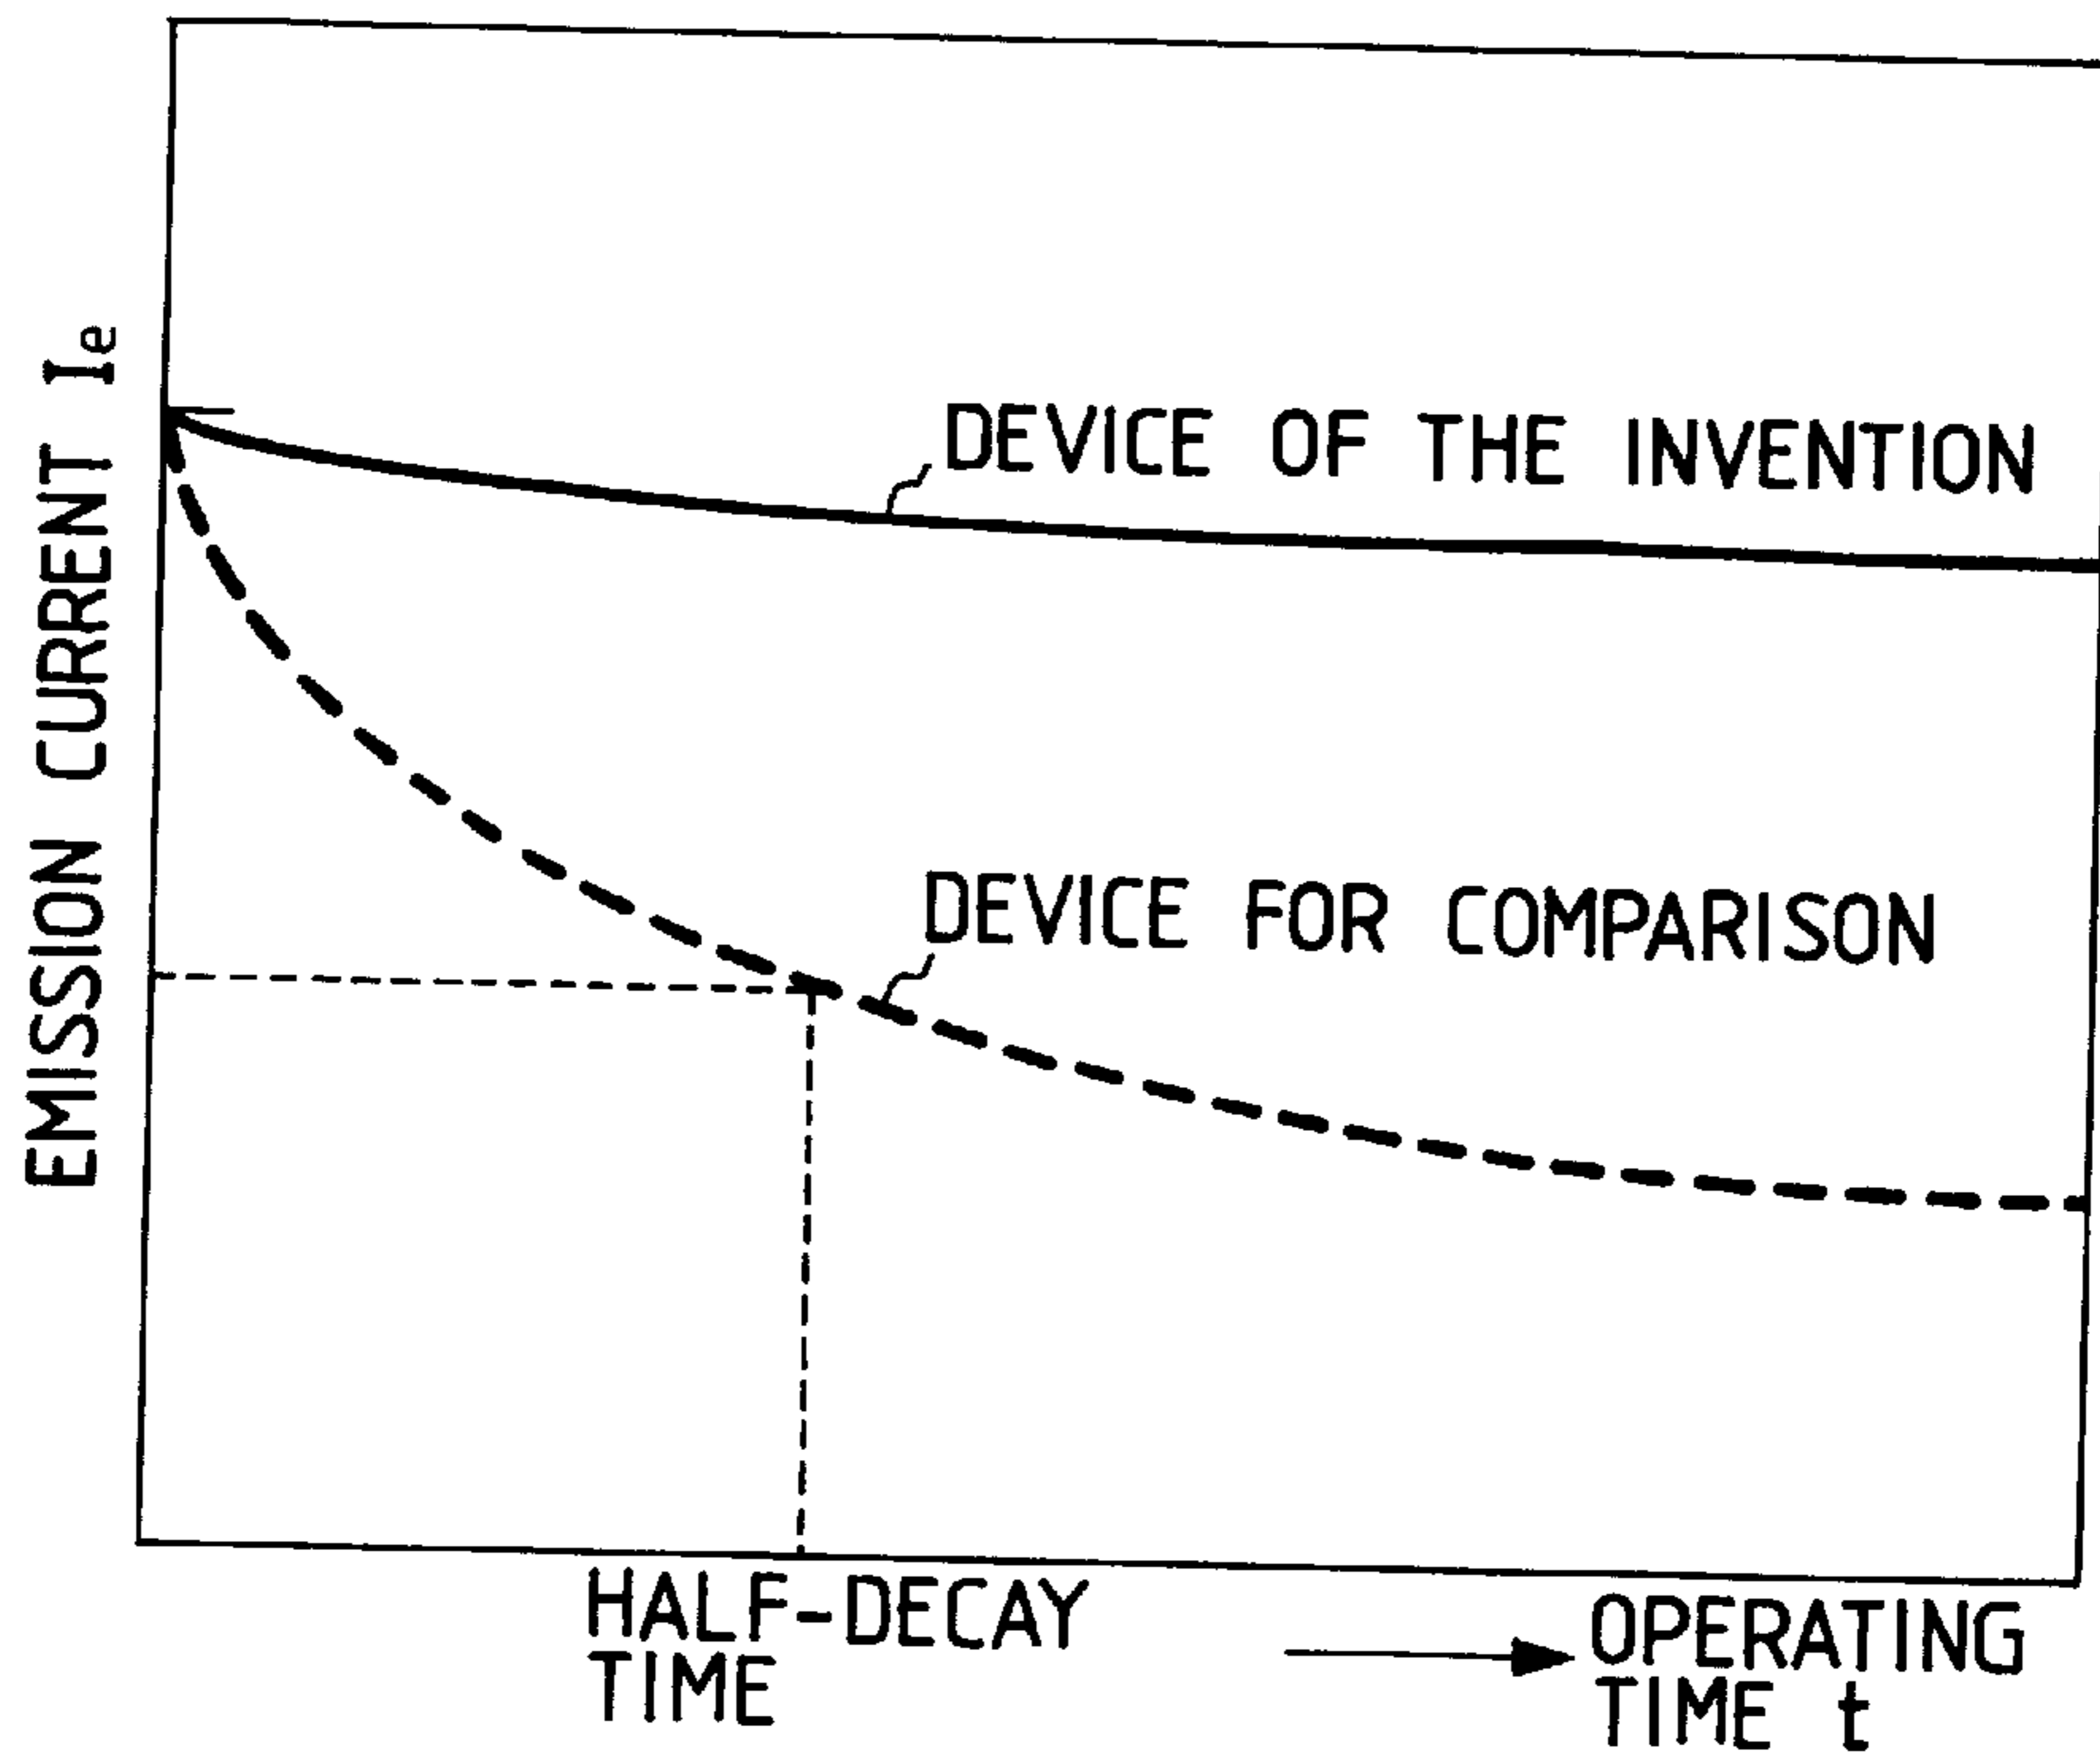 EMISSION CURRENT Ie
DEVICE OF THE INVENTION
DEVICE FOR COMPARISON
HALF-DECAY
TIME
OPERATING
TIME t